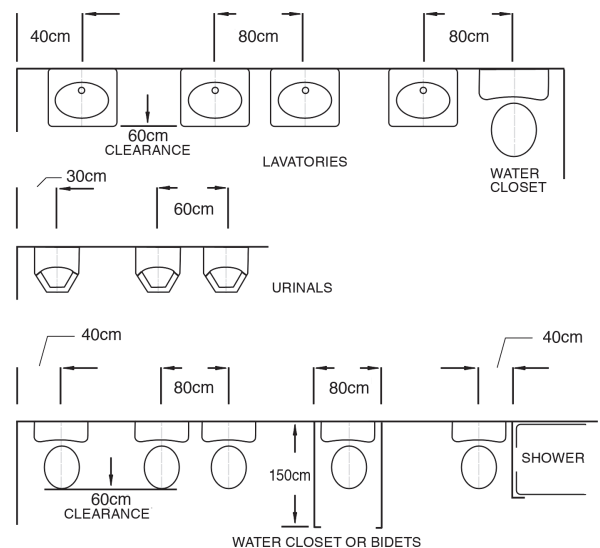 40cm
80cm
80cm
60cm
CLEARANCE
LAVATORIES
WATER
CLOSET
30cm
60cm
URINALS
40cm
40cm
80cm
80cm
150cm
SHOWER
60cm
CLEARANCE
WATER CLOSET OR BIDETS